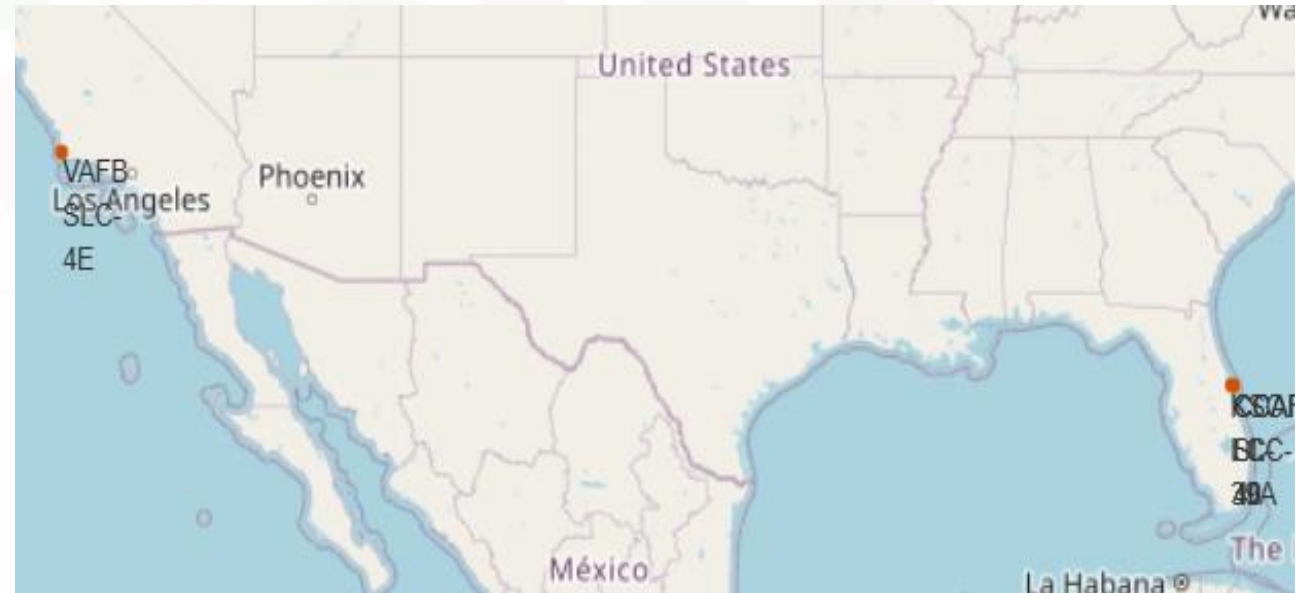 Wa
United States
VAFB
Phoenix
Los Angeles
SLC-
4E
México
The
La Habana